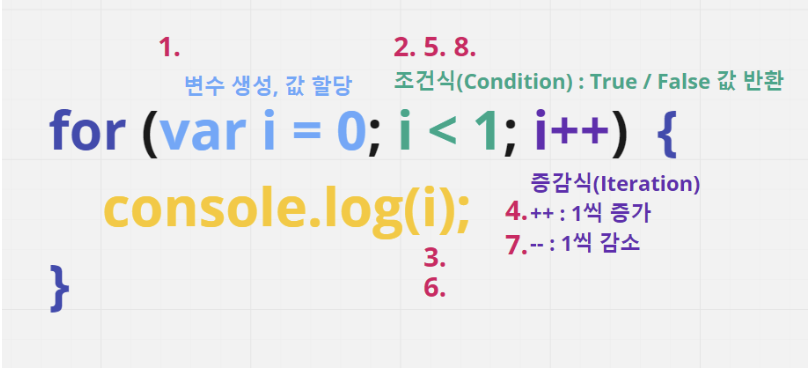 1.
2. 5. 8.
변수 생성, 값 할당
조건식(Condition) : True / False 값 반환
for (var i = 0; i < 1; i++) {
console.log(i);
증감식(Iteration)
4. ++ : 1씩 증가
7. -- : 1씩 감소
3.
6.
}